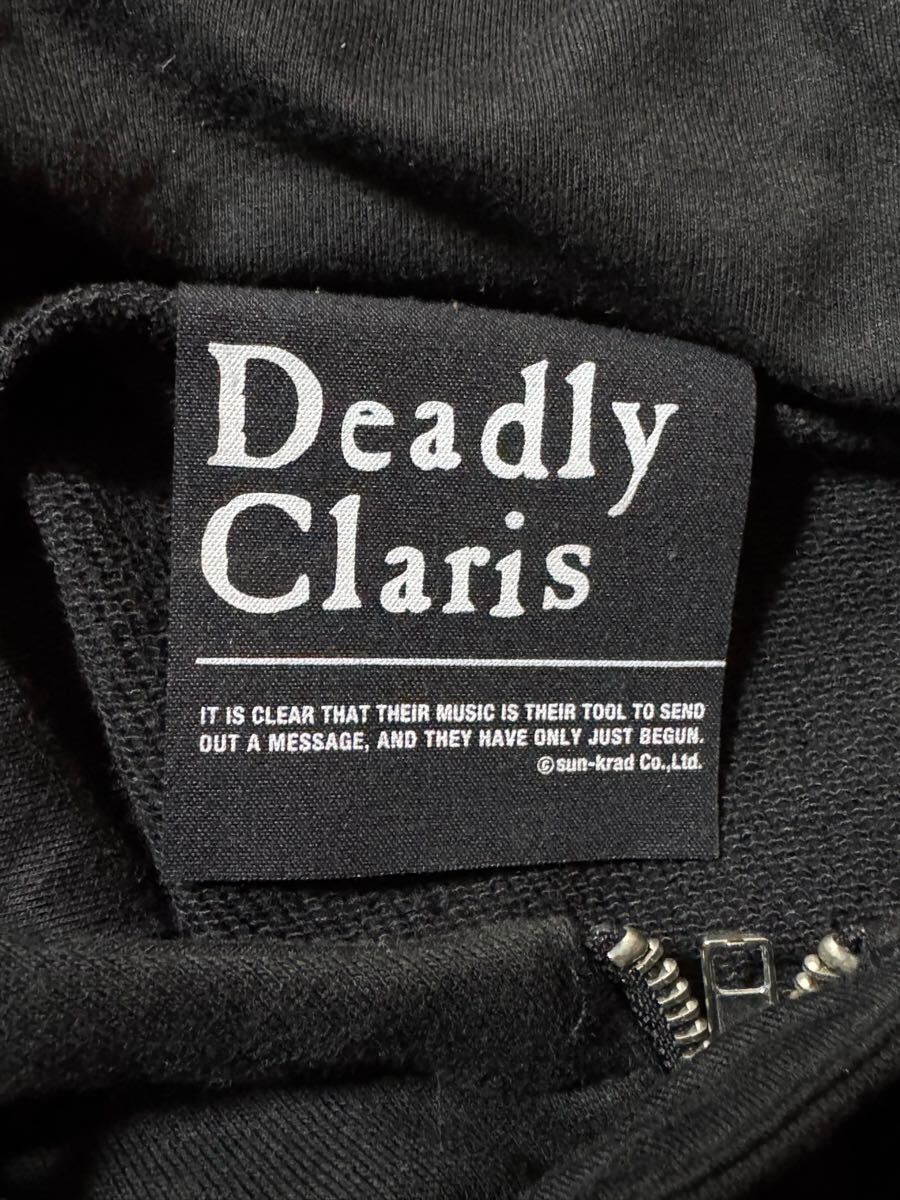 Deadly
Claris
IT IS CLEAR THAT THEIR MUSIC IS THEIR TOOL TO SEND
OUT A MESSAGE, AND THEY HAVE ONLY JUST BEGUN.
©sun-krad Co.,Ltd.